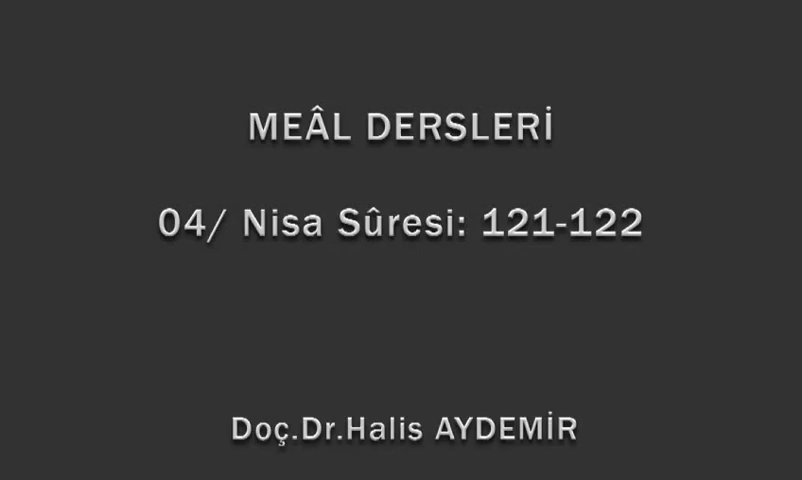 MEÂL DERSLERİ
04/ Nisa Sûresi: 121-122
Doç.Dr.Halis AYDEMİR